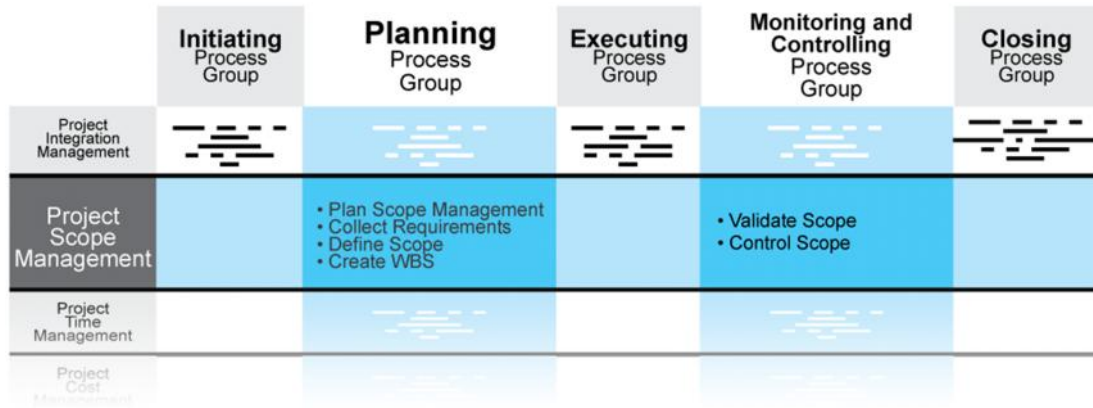 Initiating
Process
Group
Planning
Process
Group
Executing
Process
Group
Monitoring and
Controlling
Process
Group
Closing
Process
Group
Project
Integration
Management
Project
Scope
Management
• Plan Scope Management
• Collect Requirements
• Define Scope
• Create WBS
• Validate Scope
• Control Scope
Project
Time
Management
Project
Cost
Management